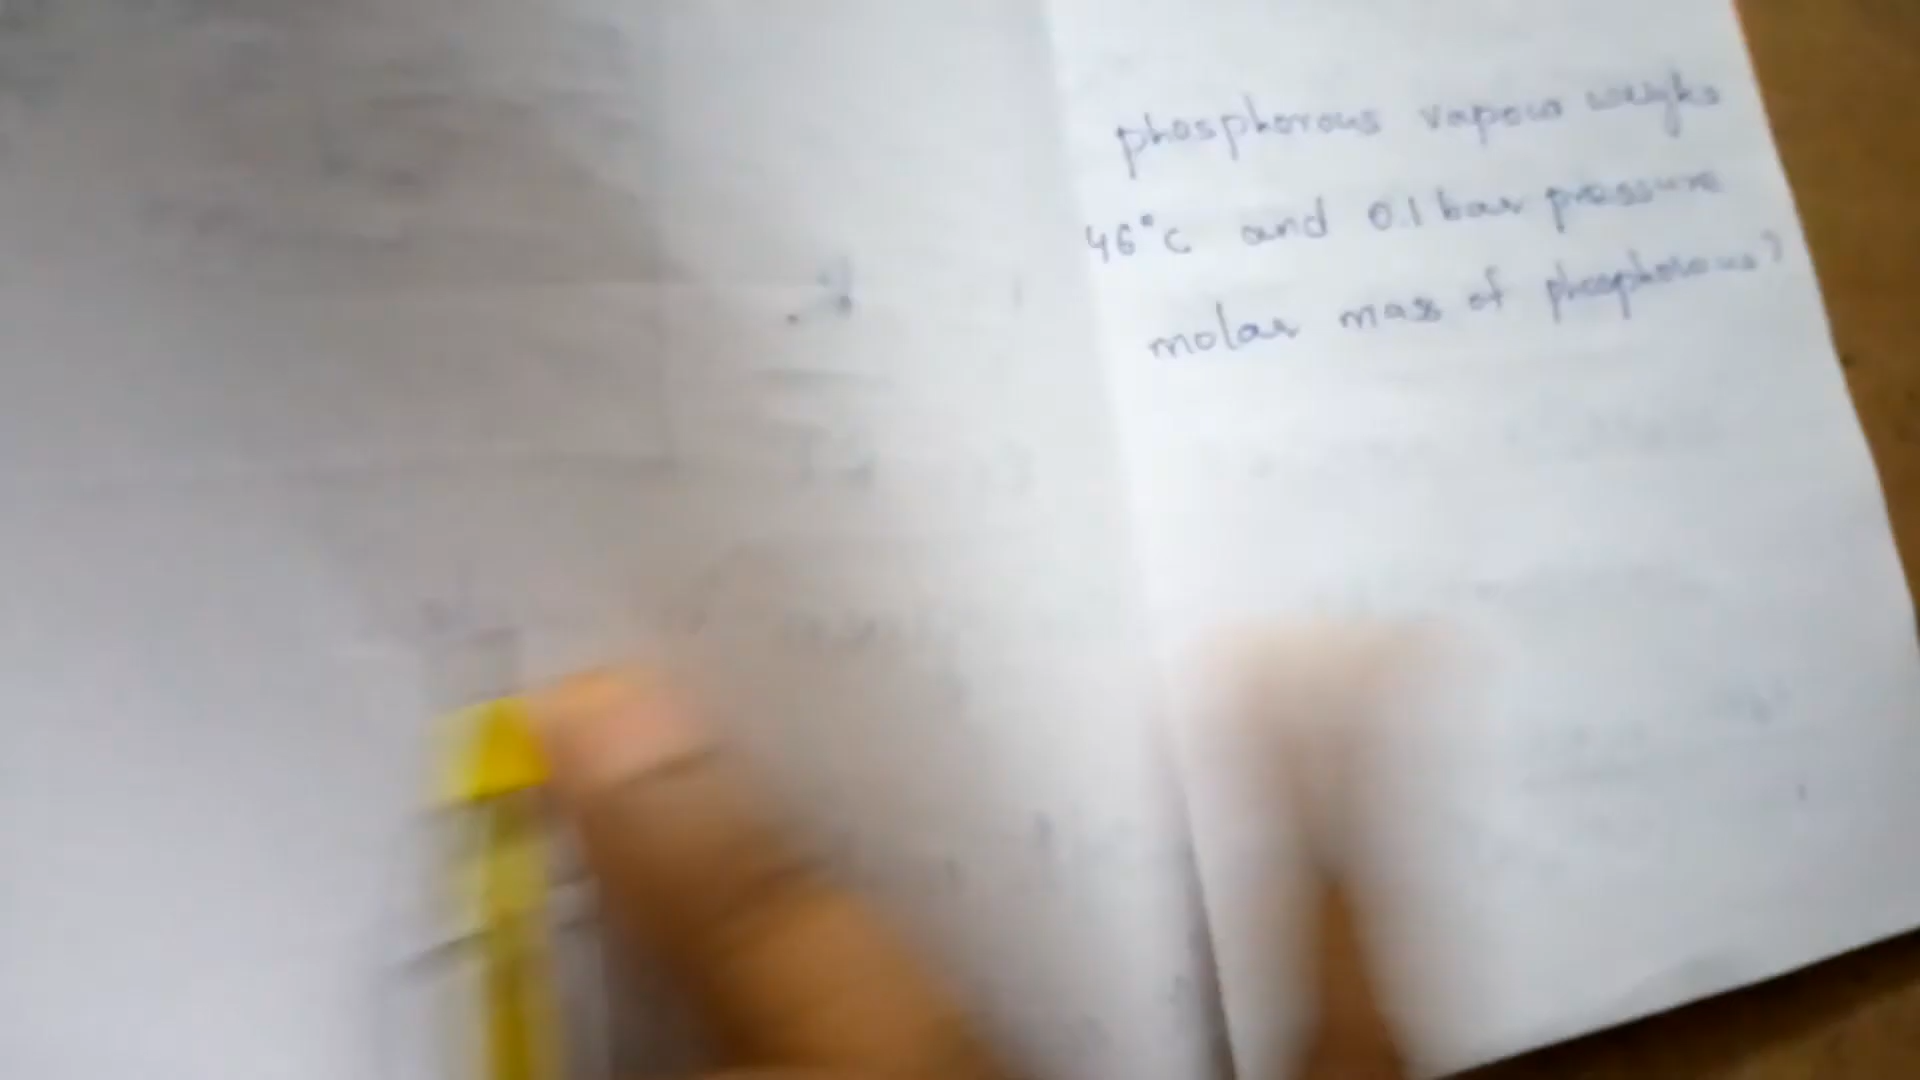 phosphorous vapour weighs
46°C and 0.1 bar pressure
molar mass of phosphorous?